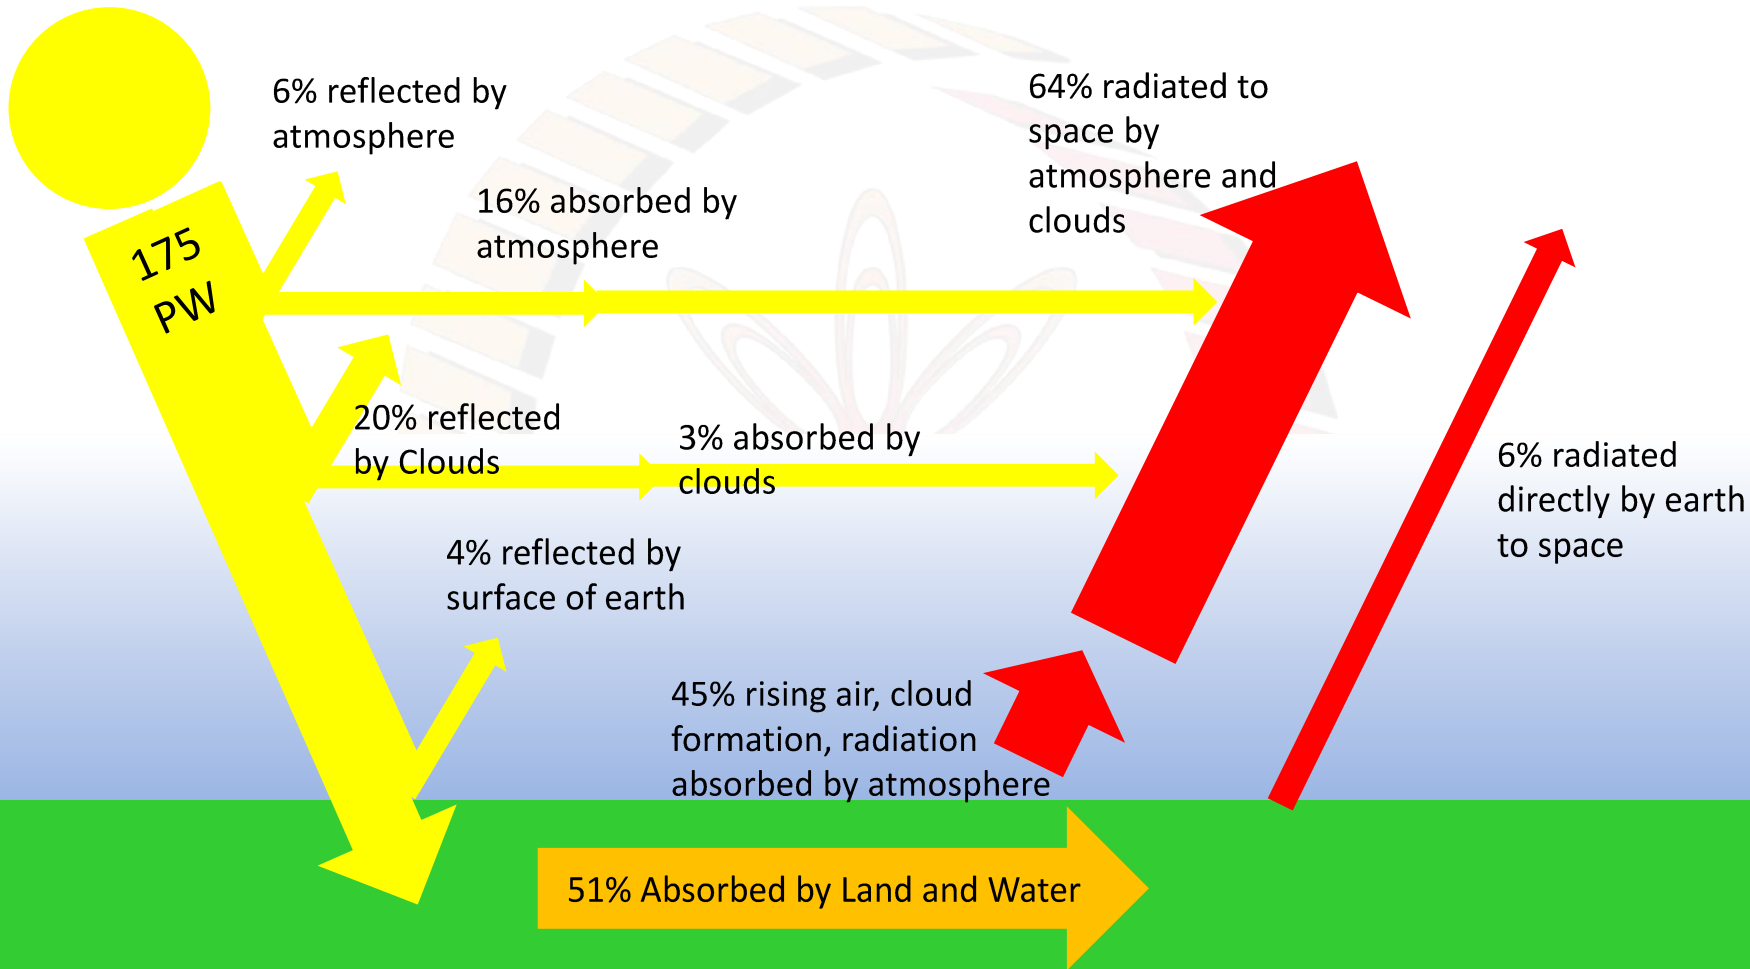 175
PW
6% reflected by
atmosphere
16% absorbed by
atmosphere
64% radiated to
space by
atmosphere and
clouds
20% reflected
by Clouds
3% absorbed by
clouds
6% radiated
directly by earth
to space
4% reflected by
surface of earth
45% rising air, cloud
formation, radiation
absorbed by atmosphere
51% Absorbed by Land and Water